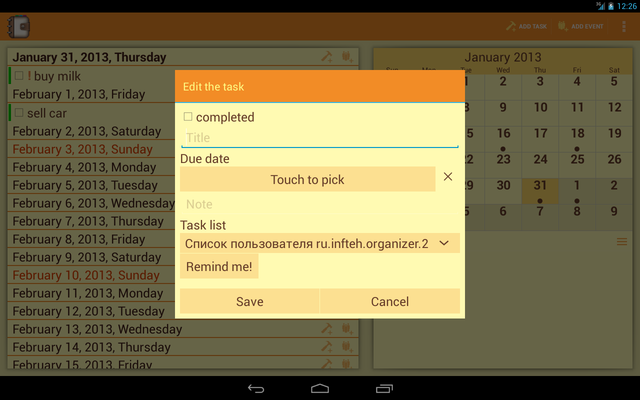 12:26
ADD TASK
ADD EVENT
January 31, 2013, Thursday
! buy milk
February 1, 2013, Friday
sell car
February 2, 2013, Saturday
February 3, 2013, Sunday
February 4, 2013, Monday
February 5, 2013, Tuesday
February 6, 2013, Wednesday
February 7, 2013, Thursday
February 8, 2013, Friday
February 9, 2013, Saturday
February 10, 2013, Sunday
February 11, 2013, Monday
February 12, 2013, Tuesday
February 13, 2013, Wednesday
February 14, 2013, Thursday
February 15, 2013, Friday
Edit the task
completed
Title
Due date
Touch to pick
Note
Task list
Список пользователя ru.infteh.organizer.2
Remind me!
Save
Cancel
January 2013
Wed Thu Fri Sat
1 2 3 4 5
8 9 10 11 12
15 16 17 18 19
22 23 24 25 26
29 30 31 1 2
5 6 7 8 9